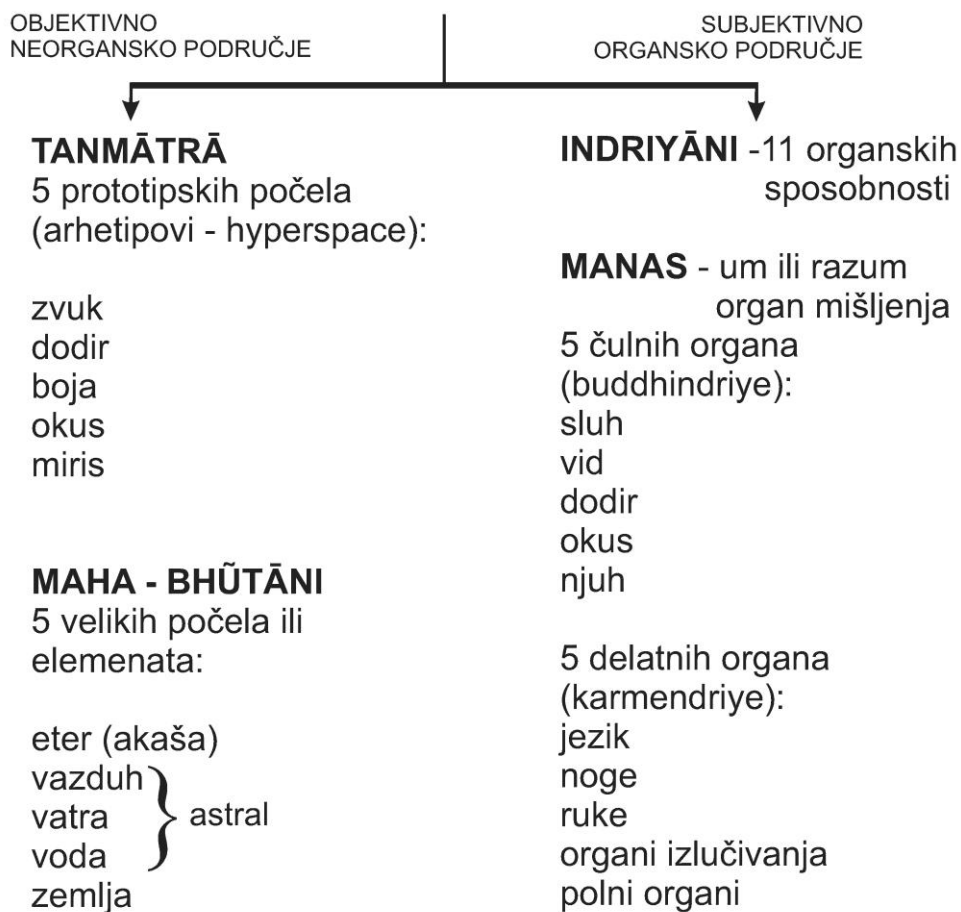 OBJEKTIVNO
NEORGANSKO PODRUČJE
SUBJEKTIVNO
ORGANSKO PODRUČJE
TANMĀTRĀ
5 prototipskih počela
(arhetipovi - hyperspace):
zvuk
dodir
boja
okus
miris
MAHA - BHŨTĀNI
5 velikih počela ili
elemenata:
eter (akaša)
vazduh
vatra
voda
astral
zemlja
INDRIYĀNI -11 organskih
sposobnosti
MANAS - um ili razum
organ mišljenja
5 čulnih organa
(buddhindriye):
sluh
vid
dodir
okus
njuh
5 delatnih organa
(karmendriye):
jezik
noge
ruke
organi izlučivanja
polni organi